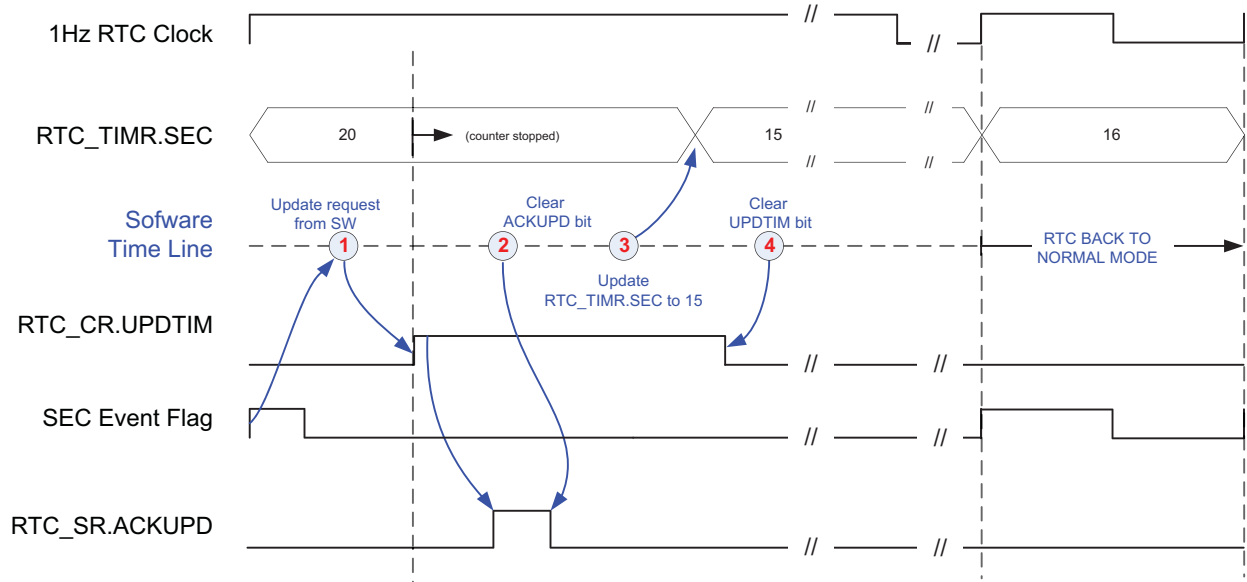 1Hz RTC Clock
//
//
RTC_TIMR.SEC
20
(counter stopped)
//
//
15
16
//
//
Sofware
Time Line
Update request
from SW
1
Clear
ACKUPD bit
2
3
Update
RTC_TIMR.SEC to 15
Clear
UPDTIM bit
4
RTC BACK TO
NORMAL MODE
RTC_CR.UPDTIM
//
//
SEC Event Flag
//
//
RTC_SR.ACKUPD
//
//